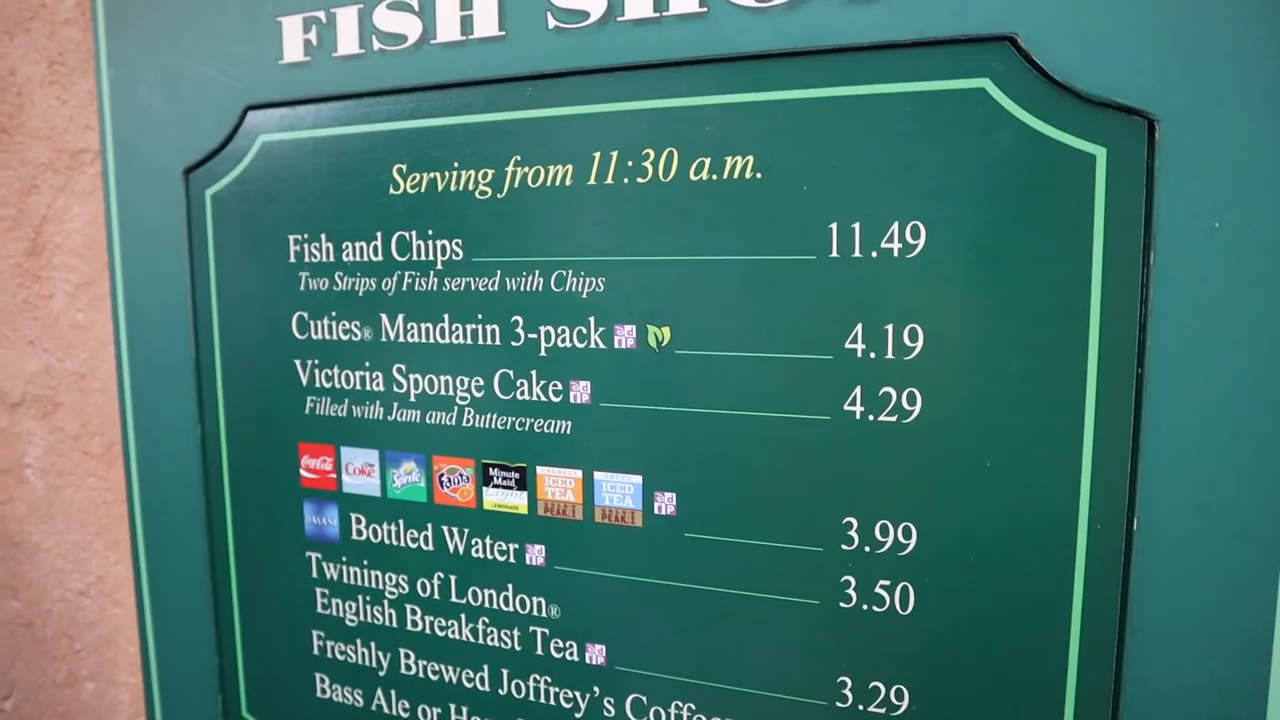 FISH
Serving from 11:30 a.m.
Fish and Chips 11.49
Two Strips of Fish served with Chips
Cuties® Mandarin 3-pack 4.19
Victoria Sponge Cake 4.29
Filled with Jam and Buttercream
Coca-Cola Coke Sprite Fanta Minute Maid Light LEMONADE ICED TEA PEAK ICED TEA PEAK 3.99
Bottled Water 3.50
Twinings of London®
English Breakfast Tea 3.29
Freshly Brewed Joffrey's
Bass Ale or